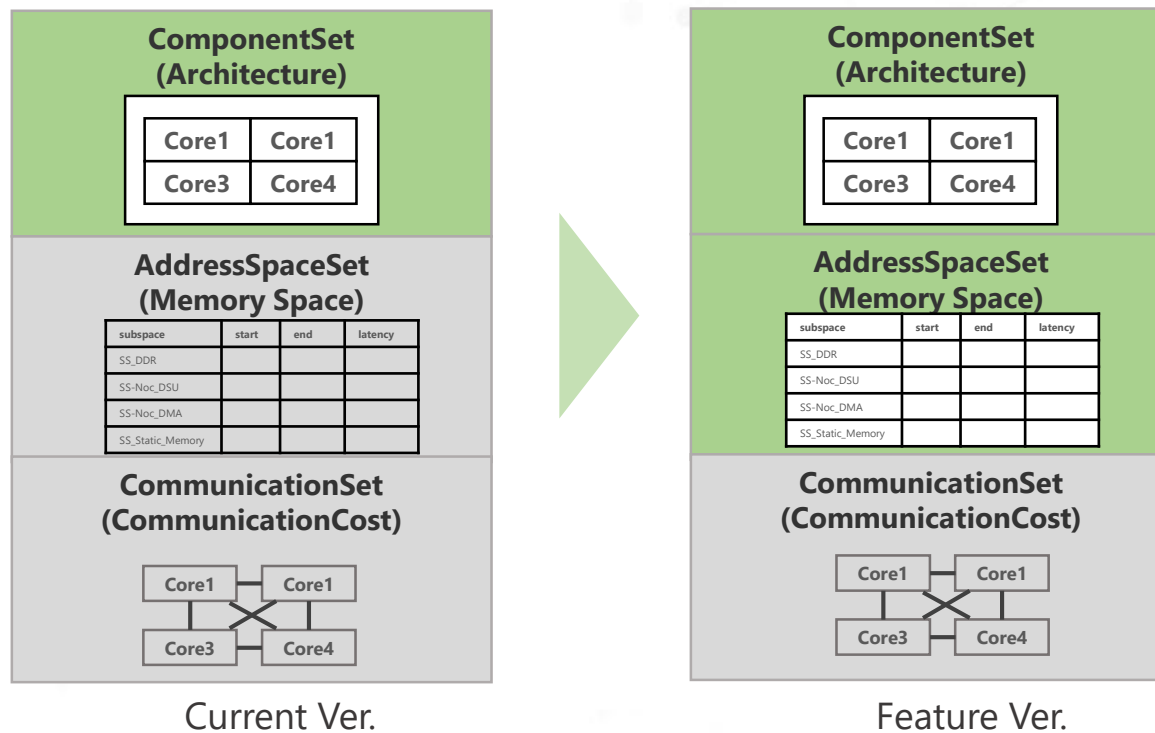 ComponentSet
(Architecture)
Core1 Core1
Core3 Core4
AddressSpaceSet
(Memory Space)
subspace start end latency
SS_DDR
SS-Noc_DSU
SS-Noc_DMA
SS_Static_Memory
CommunicationSet
(CommunicationCost)
Core1 Core1
Core3 Core4
Current Ver.
ComponentSet
(Architecture)
Core1 Core1
Core3 Core4
AddressSpaceSet
(Memory Space)
subspace start end latency
SS_DDR
SS-Noc_DSU
SS-Noc_DMA
SS_Static_Memory
CommunicationSet
(CommunicationCost)
Core1 Core1
Core3 Core4
Feature Ver.